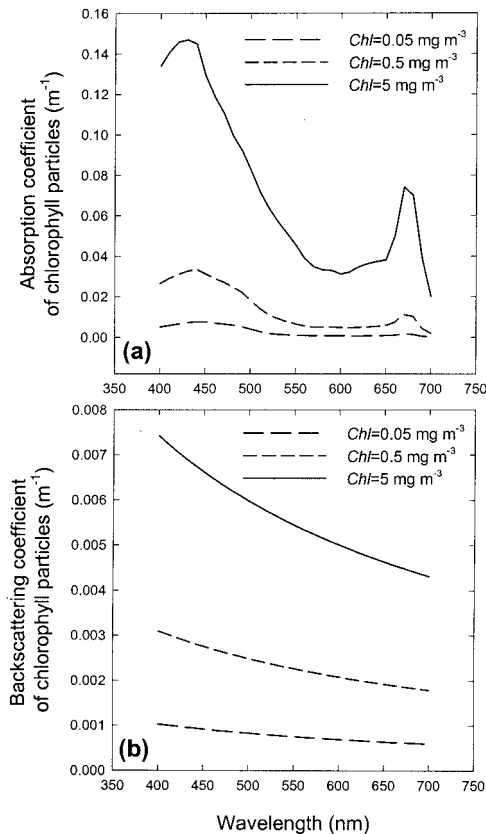 0.16
0.14
0.12
0.10
0.08
0.06
0.04
0.02
0.00
Absorption coefficient
of chlorophyll particles (m⁻¹)
Chl=0.05 mg m⁻³
Chl=0.5 mg m⁻³
Chl=5 mg m⁻³
(a)
350 400 450 500 550 600 650 700 750
0.008
0.007
0.006
0.005
0.004
0.003
0.002
0.001
0.000
Backscattering coefficient
of chlorophyll particles (m⁻¹)
Chl=0.05 mg m⁻³
Chl=0.5 mg m⁻³
Chl=5 mg m⁻³
(b)
350 400 450 500 550 600 650 700 750
Wavelength (nm)